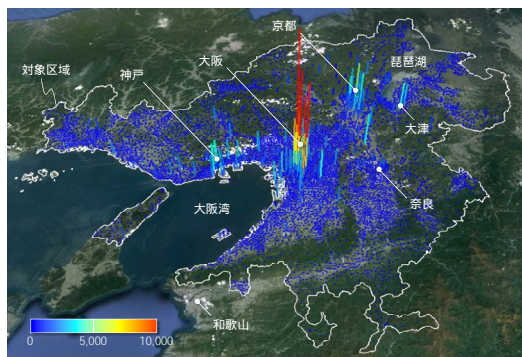 京都
大阪
琵琶湖
対象区域
神戸
大津
奈良
大阪湾
和歌山
0 5,000 10,000